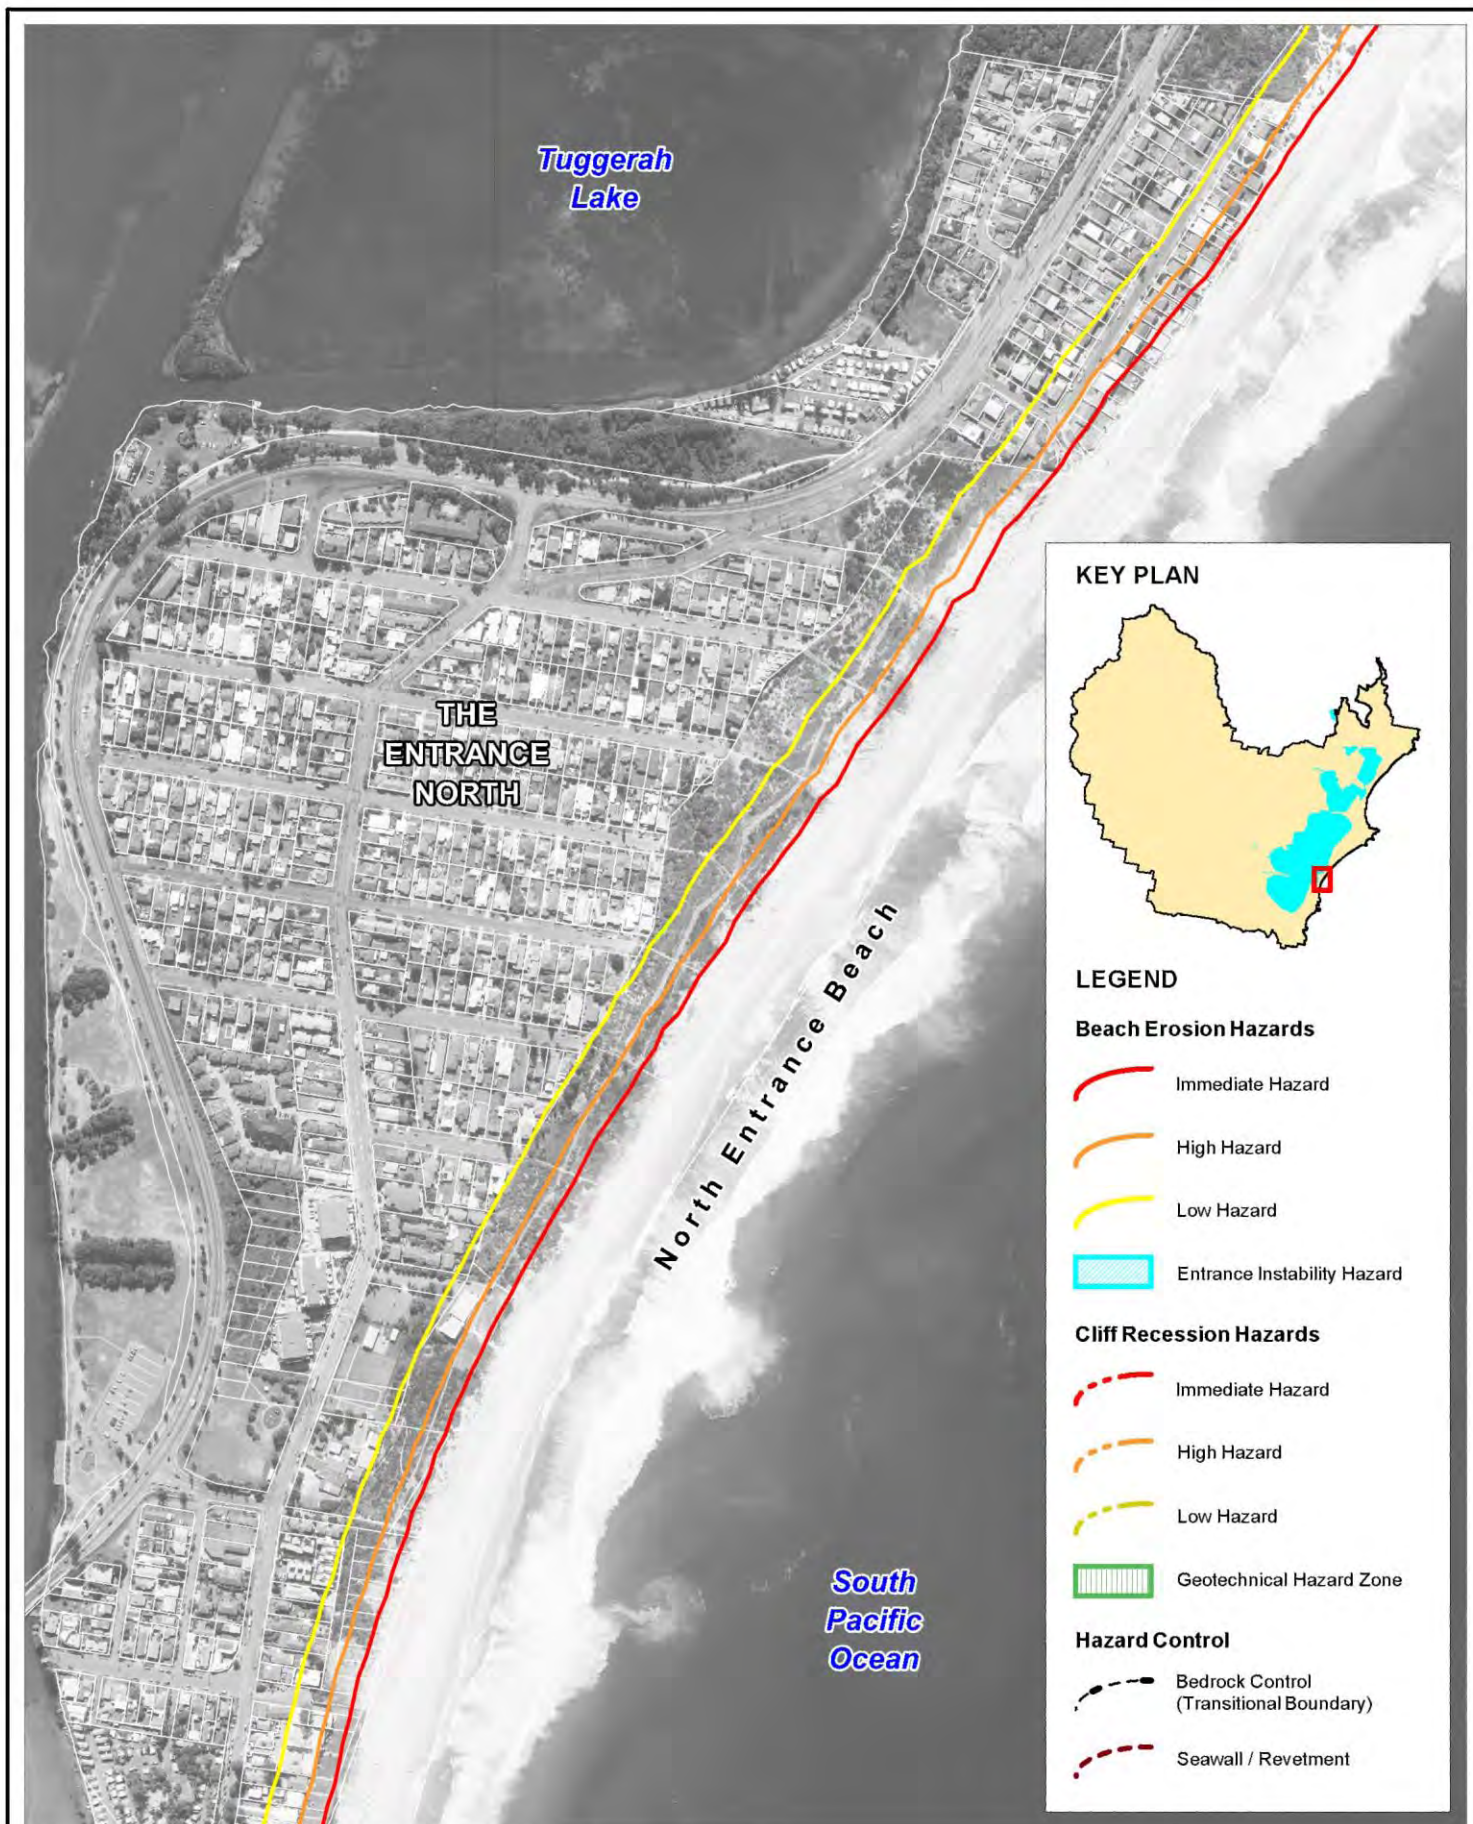 Tuggerah
Lake
THE
ENTRANCE
NORTH
North Entrance Beach
South
Pacific
Ocean
KEY PLAN
LEGEND
Beach Erosion Hazards
Immediate Hazard
High Hazard
Low Hazard
Entrance Instability Hazard
Cliff Recession Hazards
Immediate Hazard
High Hazard
Low Hazard
Geotechnical Hazard Zone
Hazard Control
Bedrock Control
(Transitional Boundary)
Seawall / Revetment